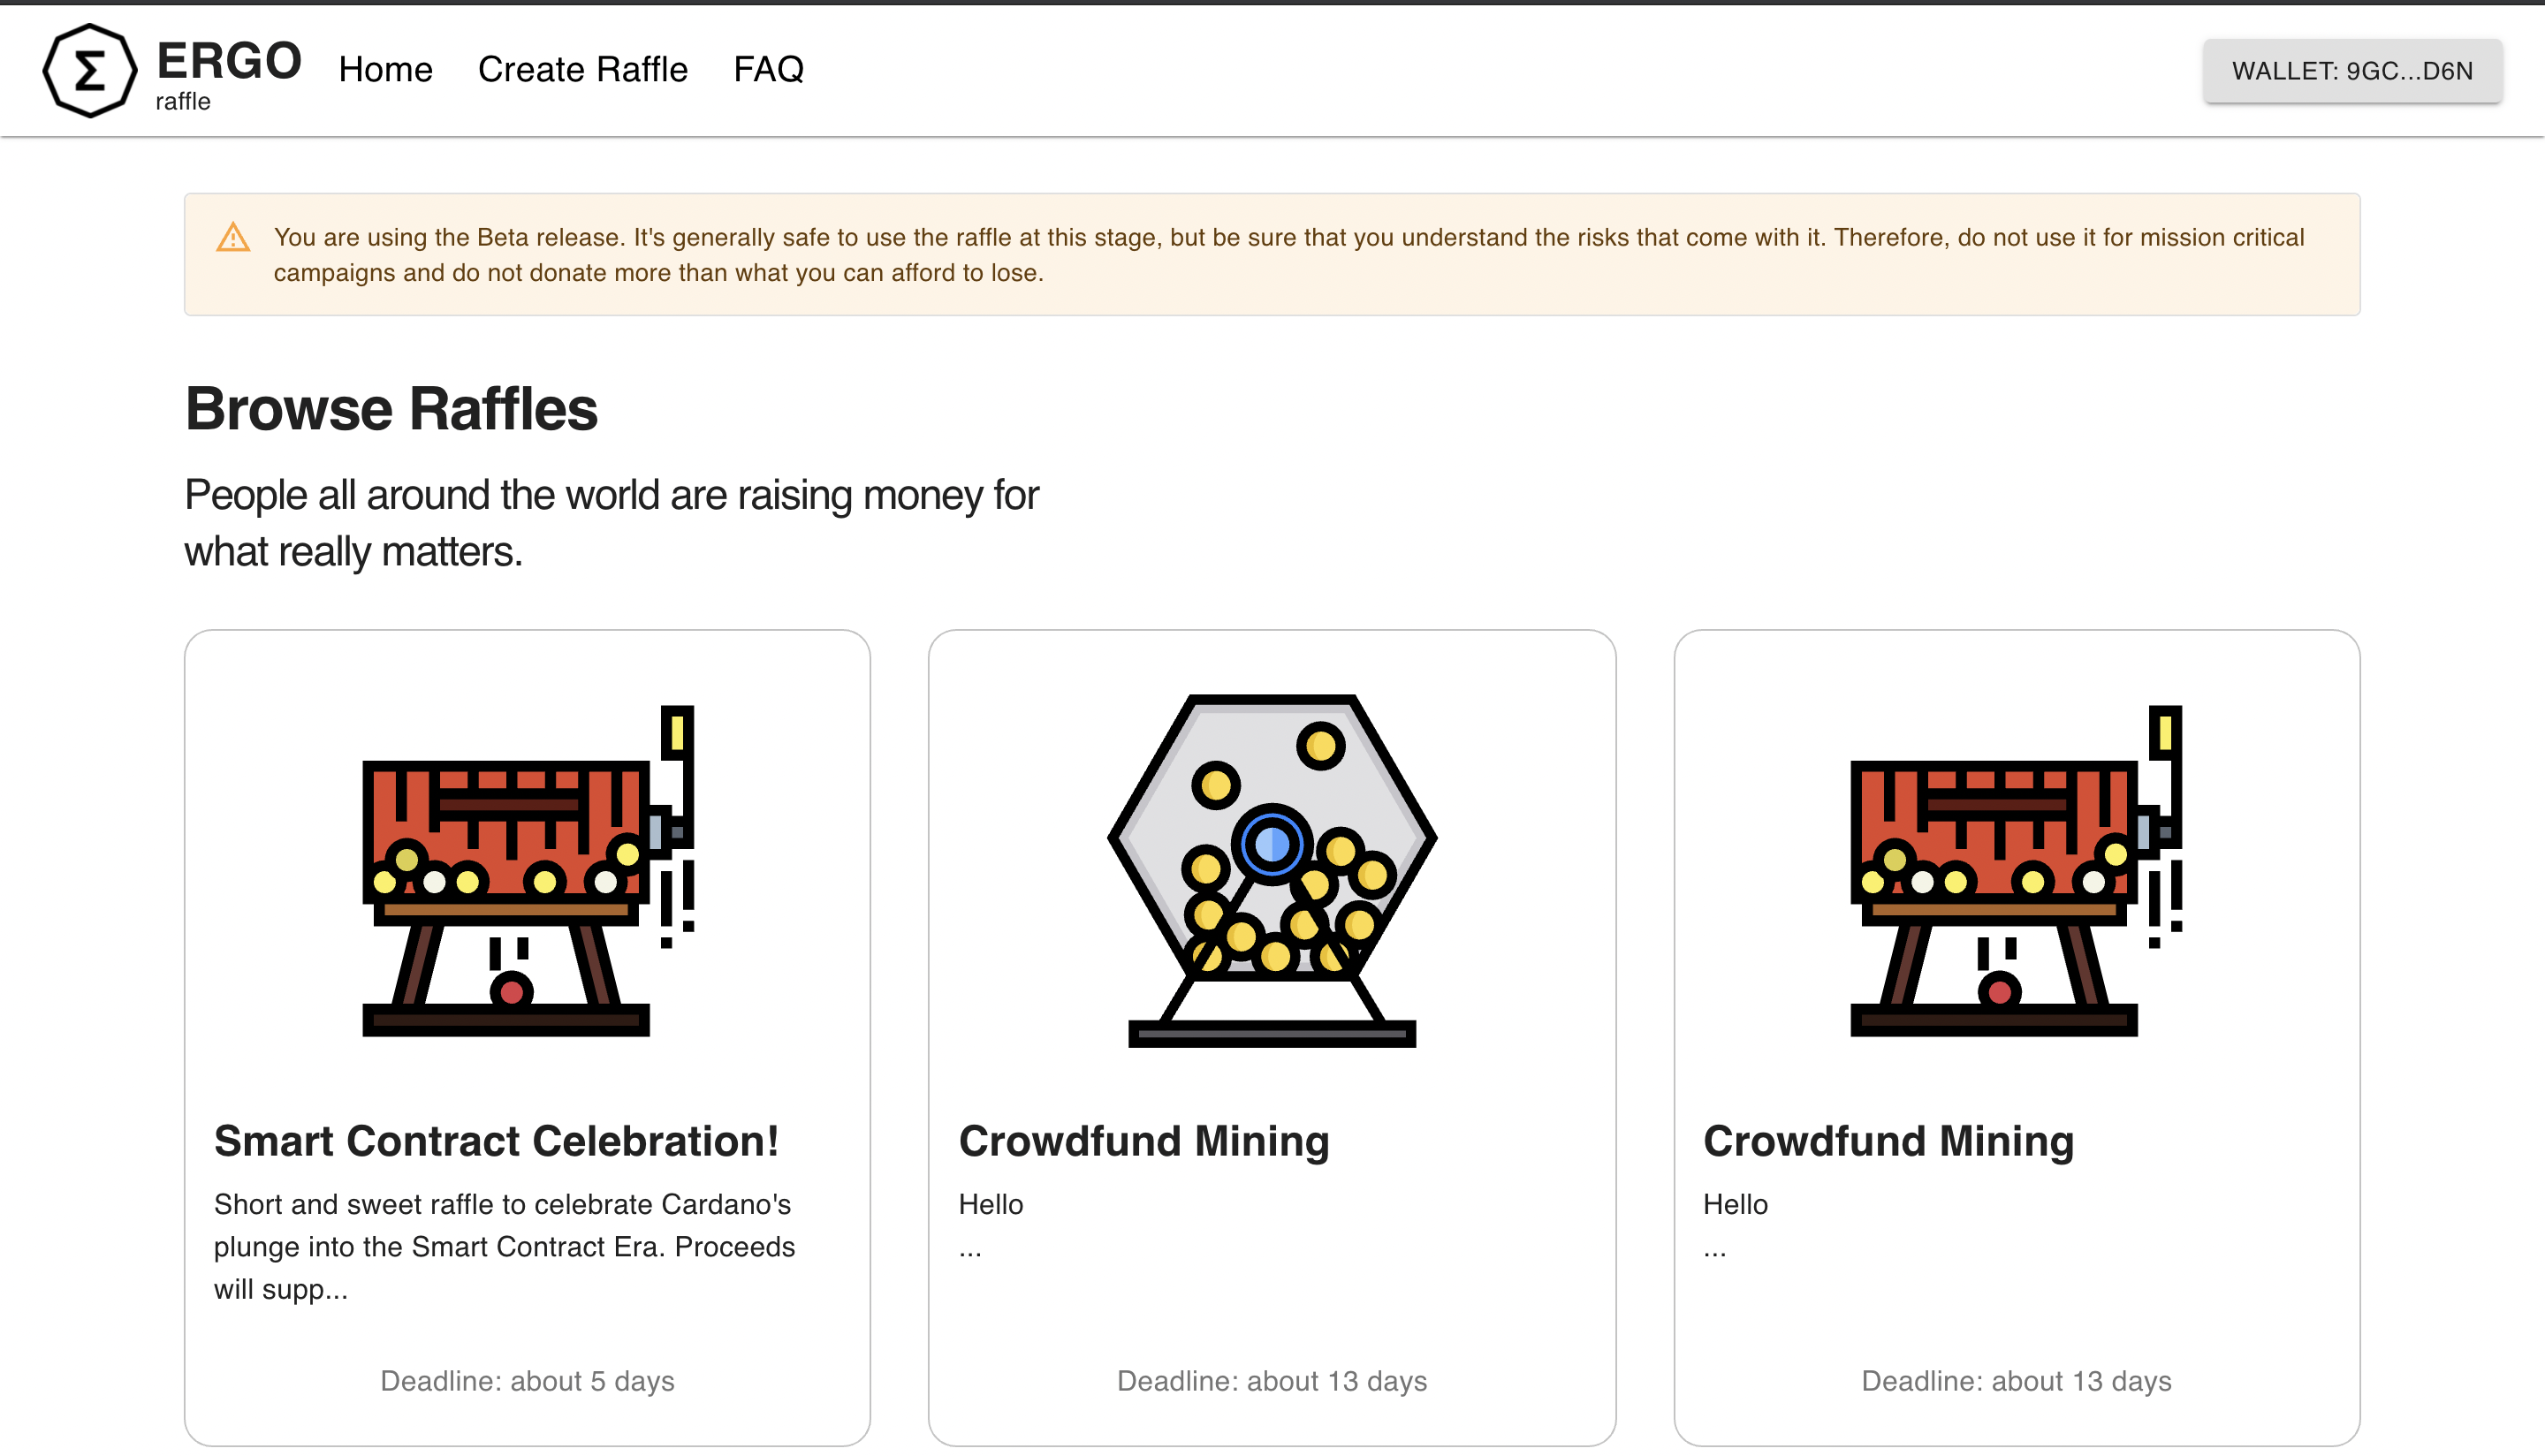 Σ
ERGO
raffle
Home
Create Raffle
FAQ
WALLET: 9GC...D6N
You are using the Beta release. It's generally safe to use the raffle at this stage, but be sure that you understand the risks that come with it. Therefore, do not use it for mission critical
campaigns and do not donate more than what you can afford to lose.
Browse Raffles
People all around the world are raising money for
what really matters.
Smart Contract Celebration!
Short and sweet raffle to celebrate Cardano's
plunge into the Smart Contract Era. Proceeds
will supp...
Deadline: about 5 days
Crowdfund Mining
Hello
...
Deadline: about 13 days
Crowdfund Mining
Hello
...
Deadline: about 13 days